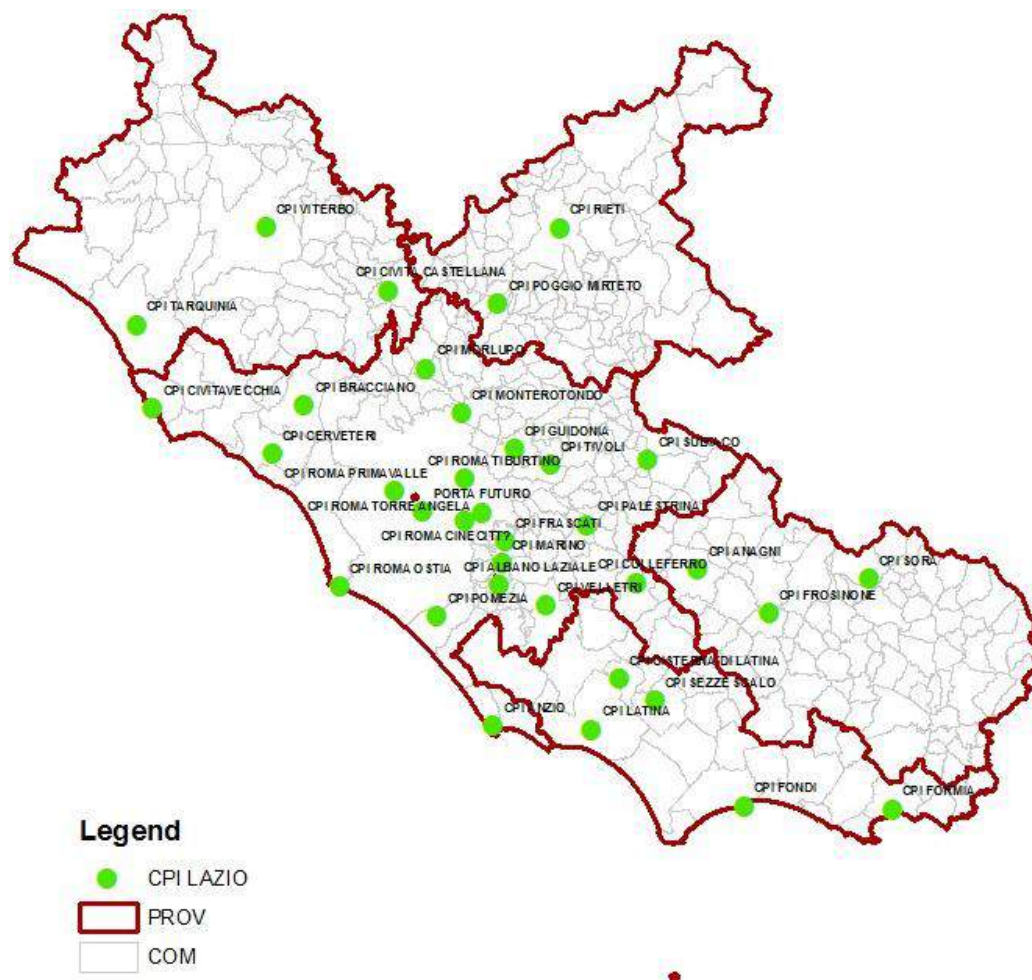 CPI VITERBO
CPI RIETI
CPI CIVITA CASTELLANA
CPI POGGIO MIRTETO
CPI TARQUINIA
CPI MORLUPO
CPI BRACCIANO
CPI CIVITAVECCHIA
CPI MONTEROTONDO
CPI GUIDONIA
CPI CERVETERI
CPI TIVOLI
CPI SUBIACO
CPI ROMA TIBURTINO
CPI ROMA PRIMAVALLE
PORTA FUTURO
CPI ROMA TORRE ANGELA
CPI PALESTRINA
CPI FRASCATI
CPI ROMA CINECITT?
CPI MARINO
CPI ANAGNI
CPI SORA
CPI ALBANO LAZIALE
CPI COLLEFERRO
CPI ROMA OSTIA
CPI VELLETRI
CPI FROSINONE
CPI POMEZIA
CPI CISTERNA DI LATINA
CPI SEZZE SCALO
CPI ANZIO
CPI LATINA
CPI FONDI
CPI FORMIA
Legend
CPI LAZIO
PROV
COM